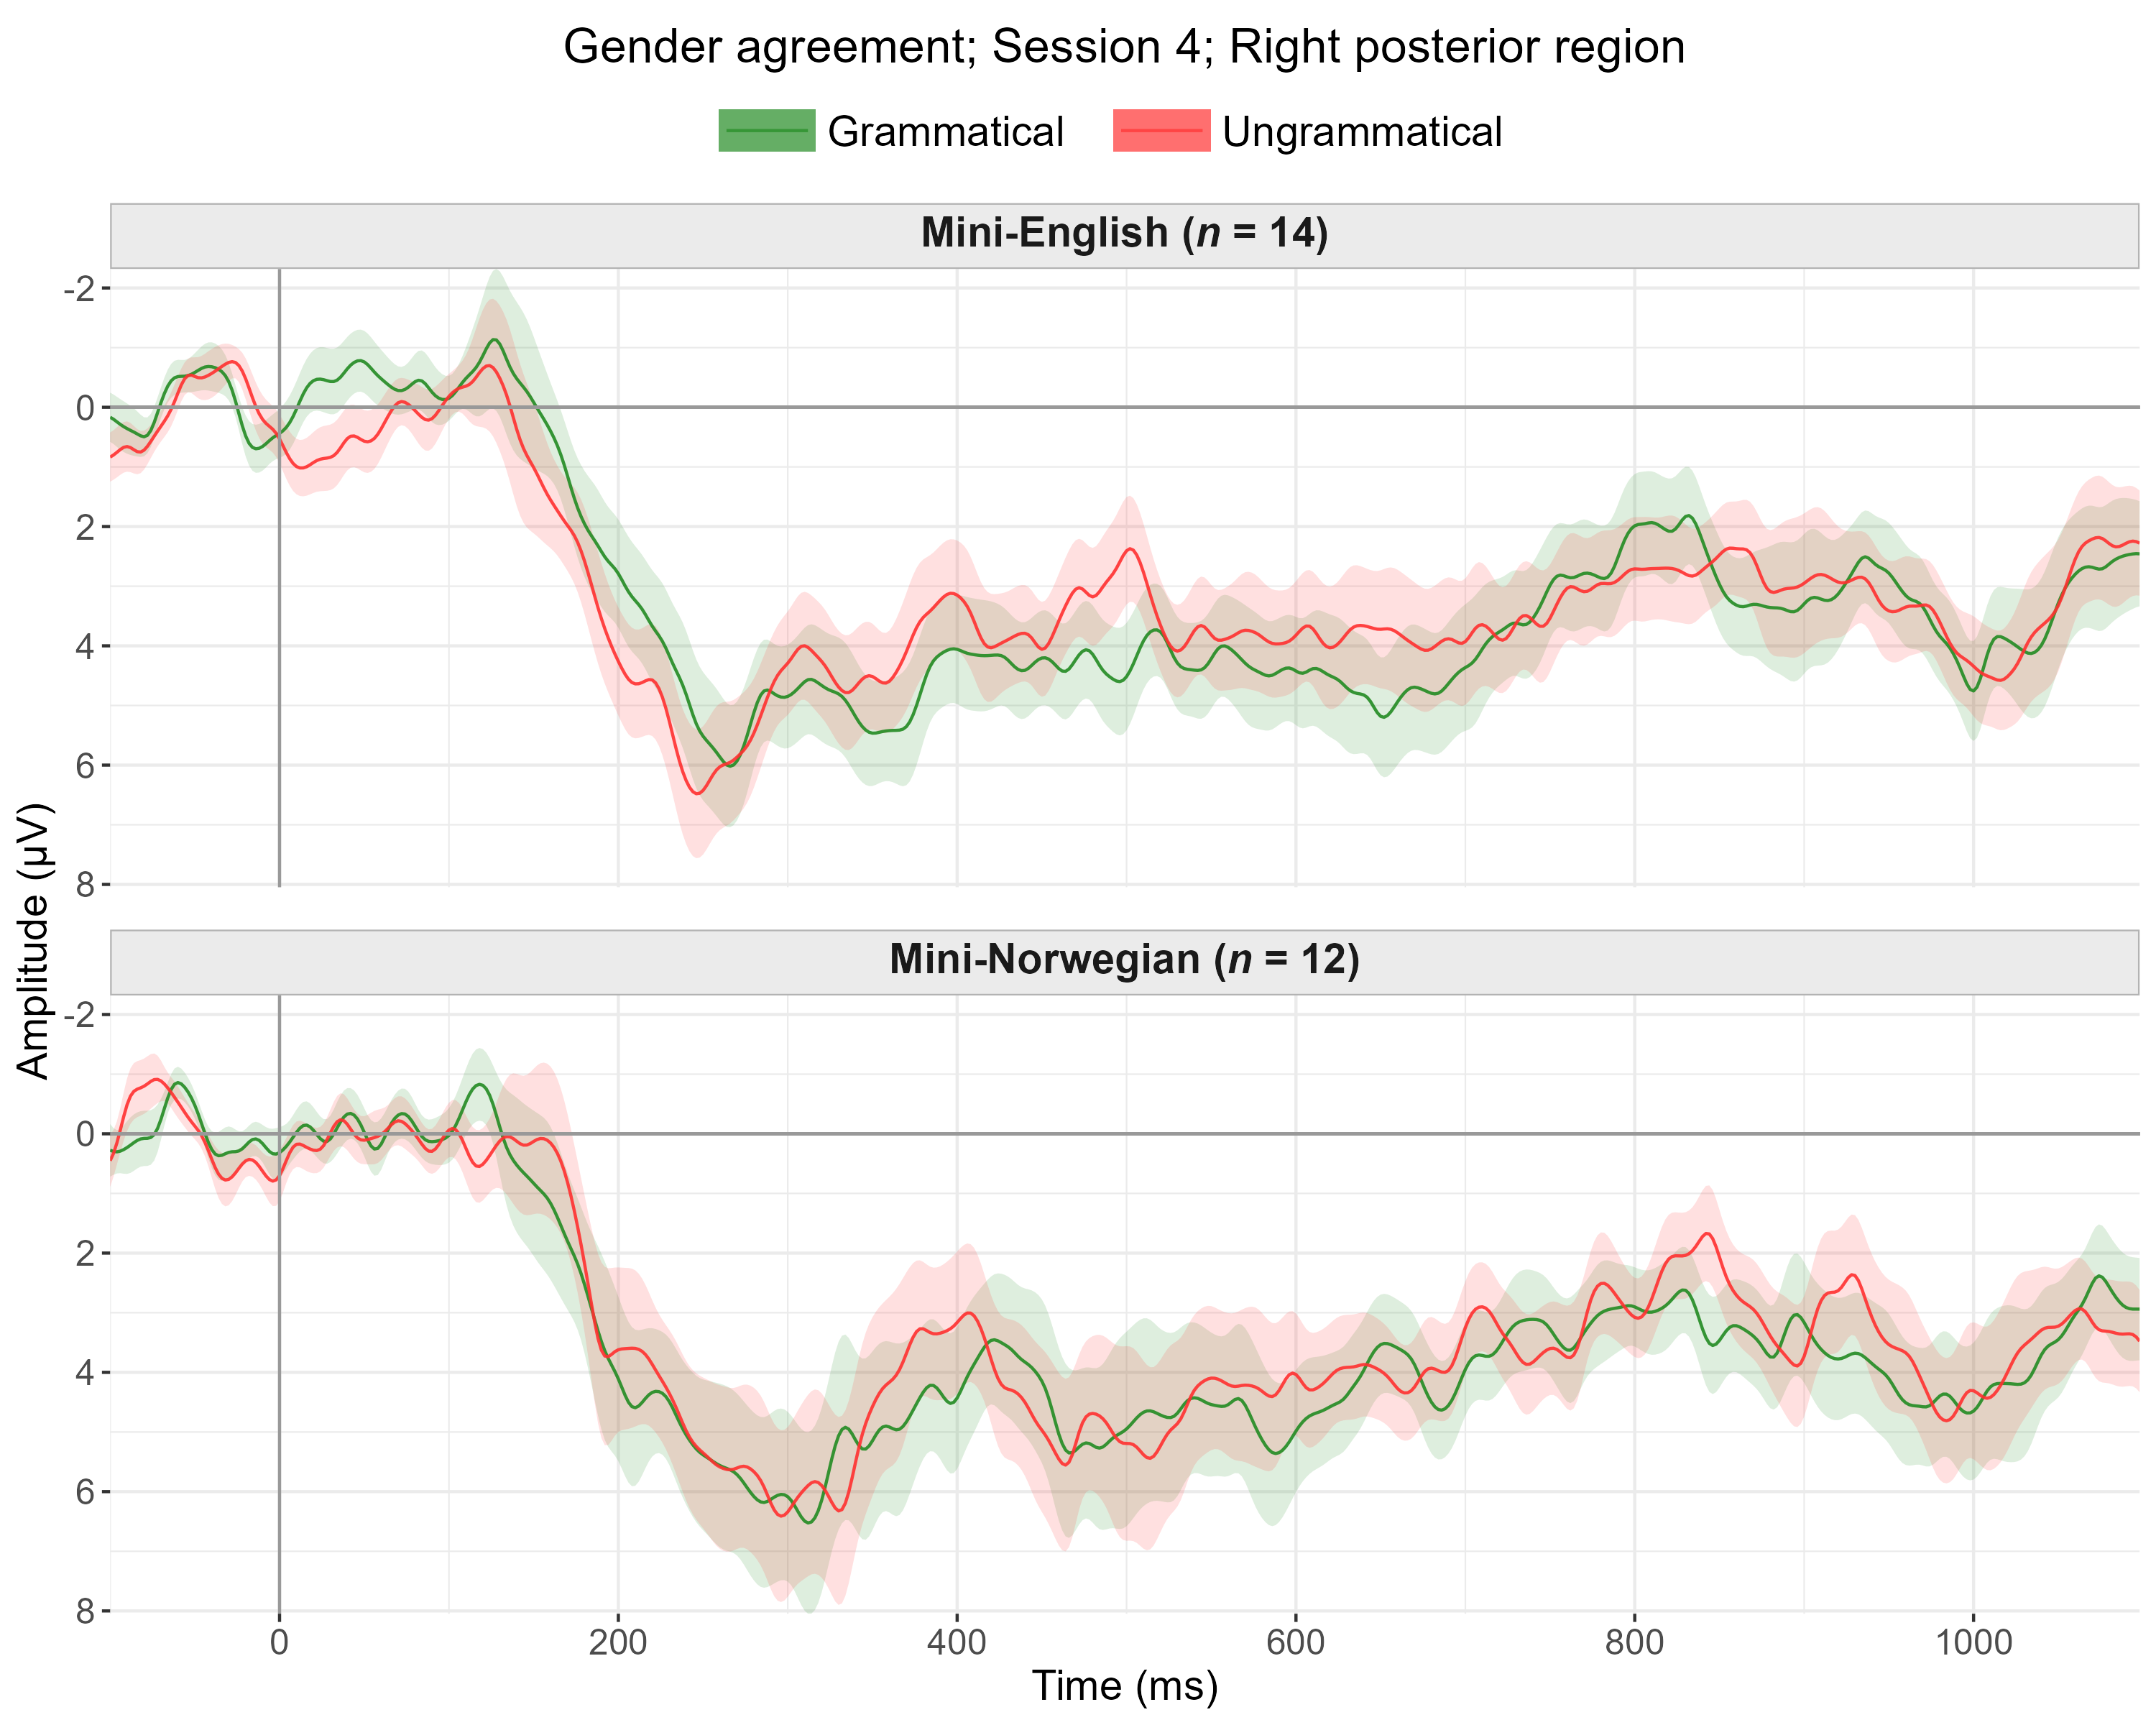 Gender agreement; Session 4; Right posterior region
Grammatical Ungrammatical
Mini-English (n = 14)
-2
0
2
4
6
8
Mini-Norwegian (n = 12)
-2
0
2
4
6
8
Amplitude (µV)
0 200 400 600 800 1000
Time (ms)